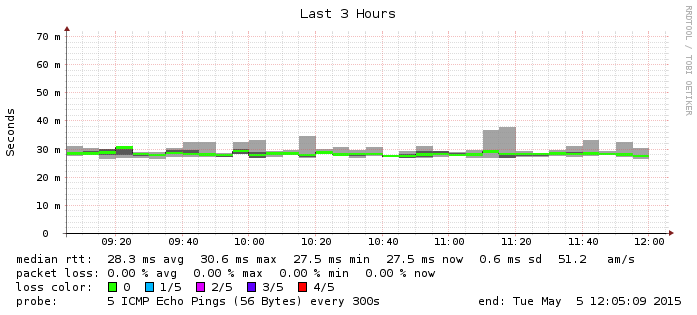 Last 3 Hours
RRDTOOL / TOBI OETIKER
Seconds
70 m
60 m
50 m
40 m
30 m
20 m
10 m
0
09:20 09:40 10:00 10:20 10:40 11:00 11:20 11:40 12:00
median rtt: 28.3 ms avg 30.6 ms max 27.5 ms min 27.5 ms now 0.6 ms sd 51.2 am/s
packet loss: 0.00 % avg 0.00 % max 0.00 % min 0.00 % now
loss color: 0 1/5 2/5 3/5 4/5
probe: 5 ICMP Echo Pings (56 Bytes) every 300s end: Tue May 5 12:05:09 2015